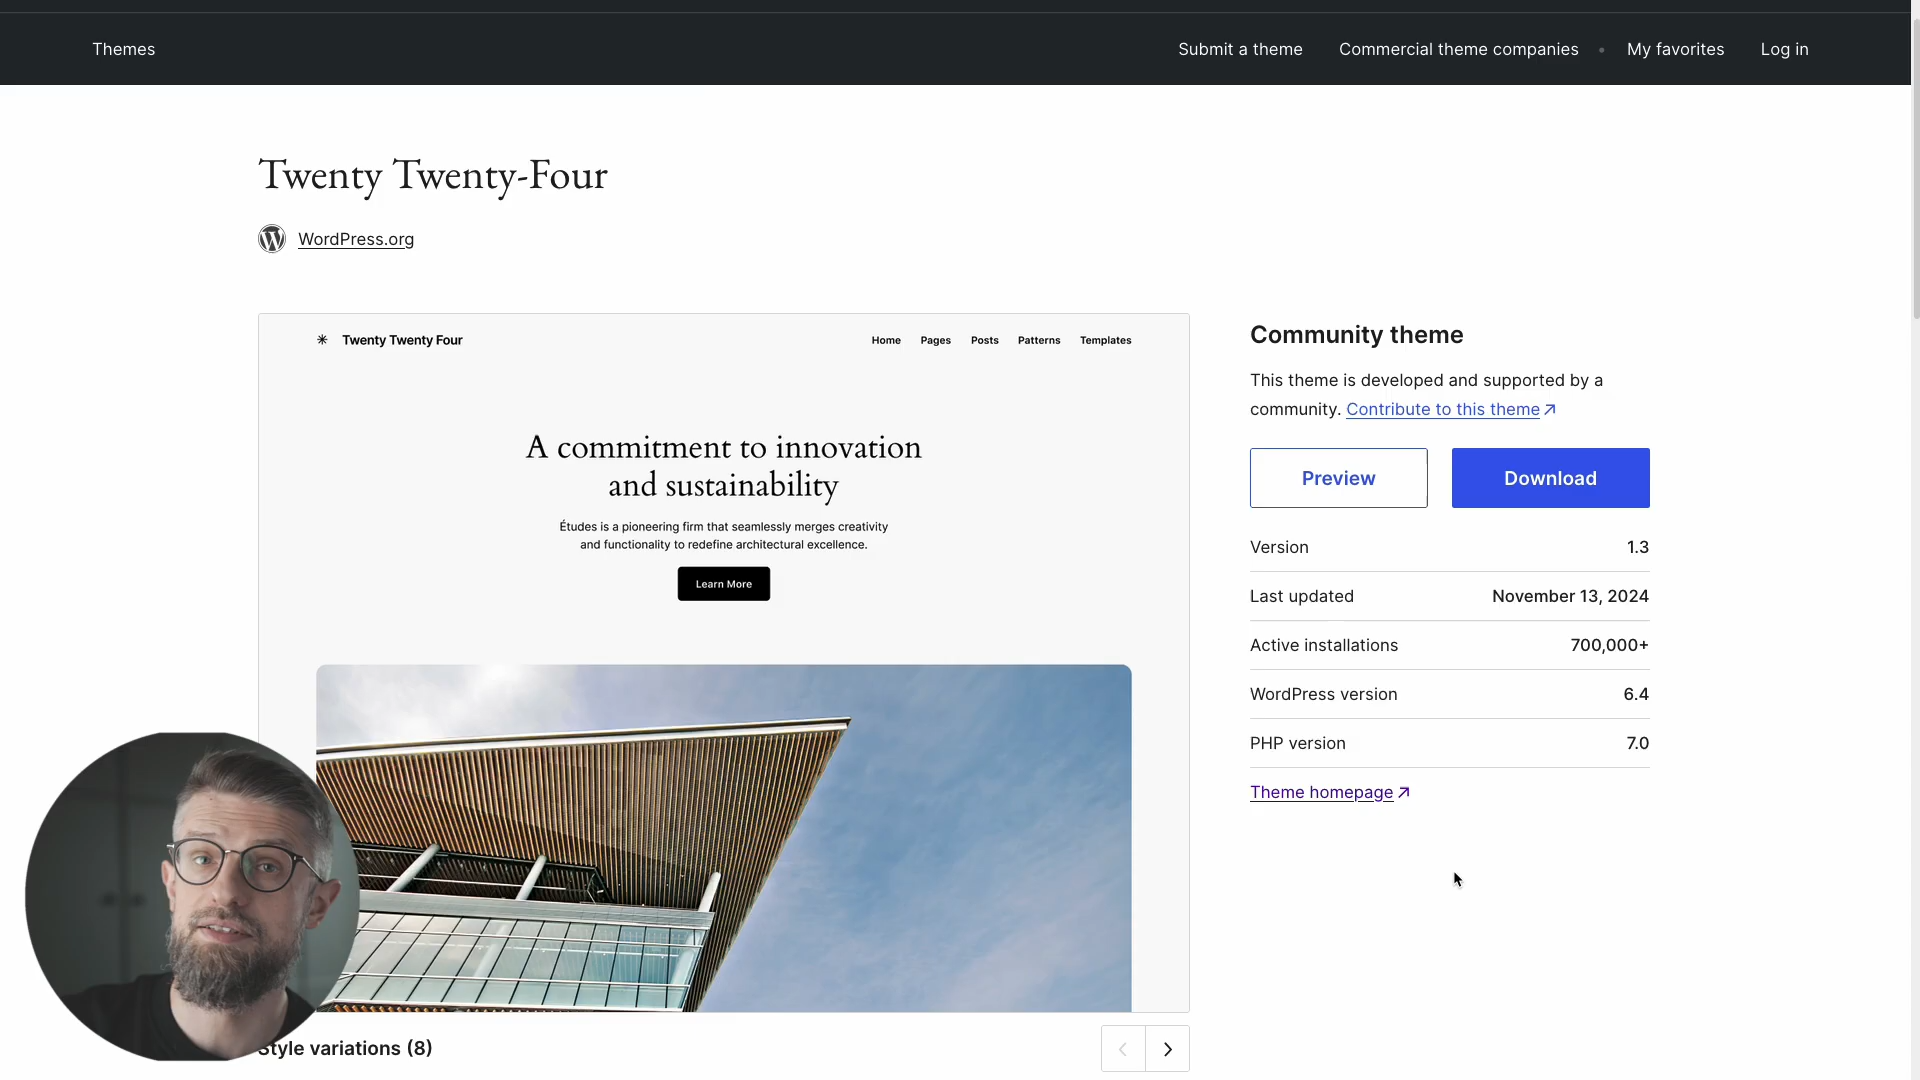 Themes
Submit a theme
Commercial theme companies
My favorites
Log in
Twenty Twenty-Four
WordPress.org
Twenty Twenty Four
Home
Pages
Posts
Patterns
Templates
A commitment to innovation
and sustainability
Études is a pioneering firm that seamlessly merges creativity
and functionality to redefine architectural excellence.
Learn More
Community theme
This theme is developed and supported by a
community. Contribute to this theme
Preview
Download
Version 1.3
Last updated November 13, 2024
Active installations 700,000+
WordPress version 6.4
PHP version 7.0
Theme homepage
Style variations (8)